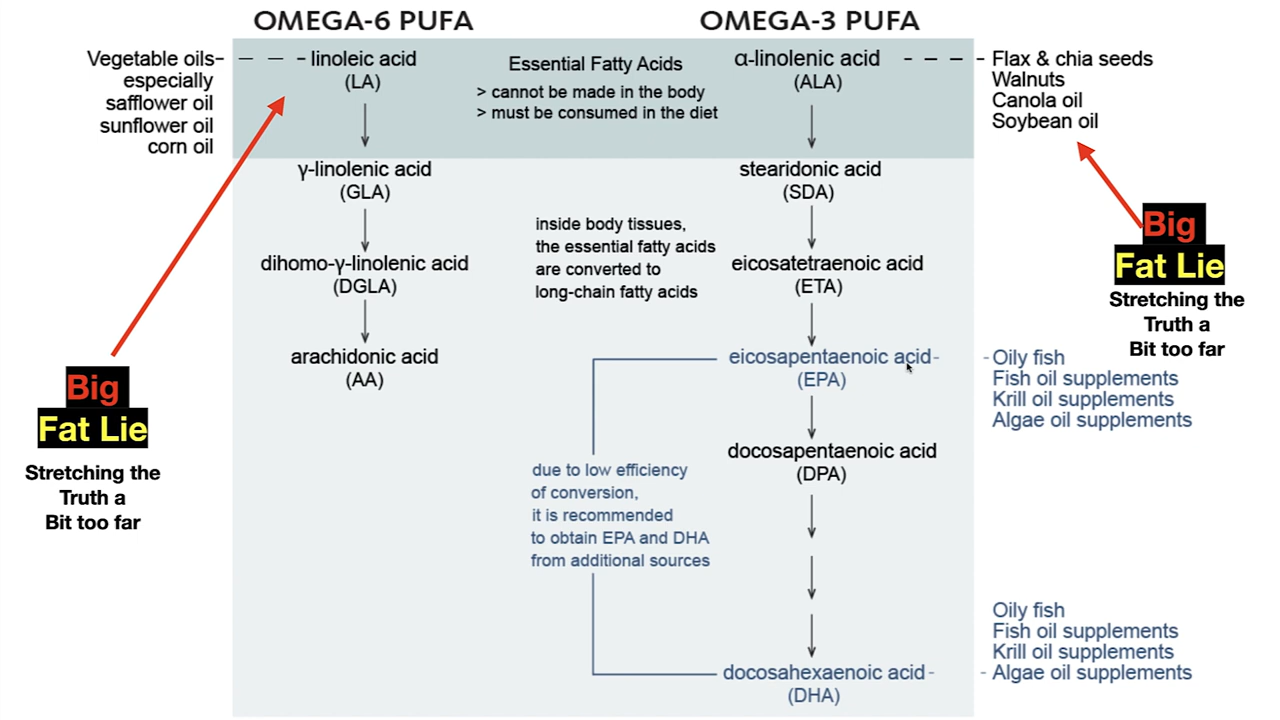 OMEGA-6 PUFA
OMEGA-3 PUFA
Vegetable oils
especially
safflower oil
sunflower oil
corn oil
linoleic acid
(LA)
Essential Fatty Acids
> cannot be made in the body
> must be consumed in the diet
α-linolenic acid
(ALA)
Flax & chia seeds
Walnuts
Canola oil
Soybean oil
γ-linolenic acid
(GLA)
stearidonic acid
(SDA)
Big
Fat Lie
Stretching the
Truth a
Bit too far
inside body tissues,
the essential fatty acids
are converted to
long-chain fatty acids
dihomo-γ-linolenic acid
(DGLA)
eicosatetraenoic acid
(ETA)
arachidonic acid
(AA)
eicosapentaenoic acid
(EPA)
Oily fish
Fish oil supplements
Krill oil supplements
Algae oil supplements
Big
Fat Lie
Stretching the
Truth a
Bit too far
docosapentaenoic acid
(DPA)
due to low efficiency
of conversion,
it is recommended
to obtain EPA and DHA
from additional sources
docosahexaenoic acid
(DHA)
Oily fish
Fish oil supplements
Krill oil supplements
Algae oil supplements